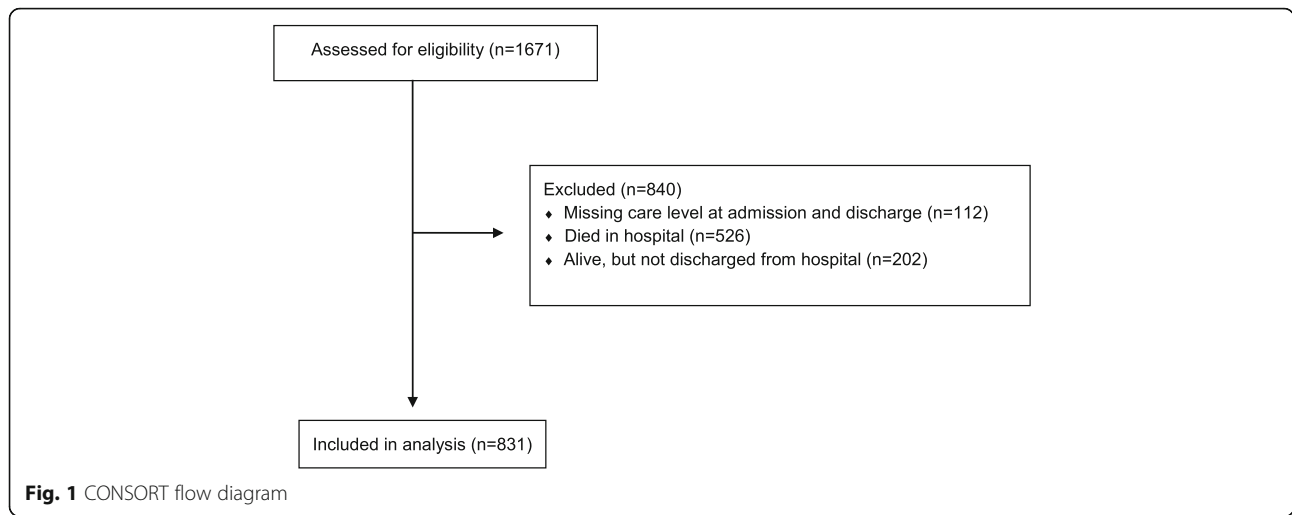 Assessed for eligibility (n=1671)
Excluded (n=840)
♦ Missing care level at admission and discharge (n=112)
♦ Died in hospital (n=526)
♦ Alive, but not discharged from hospital (n=202)
Included in analysis (n=831)
Fig. 1 CONSORT flow diagram